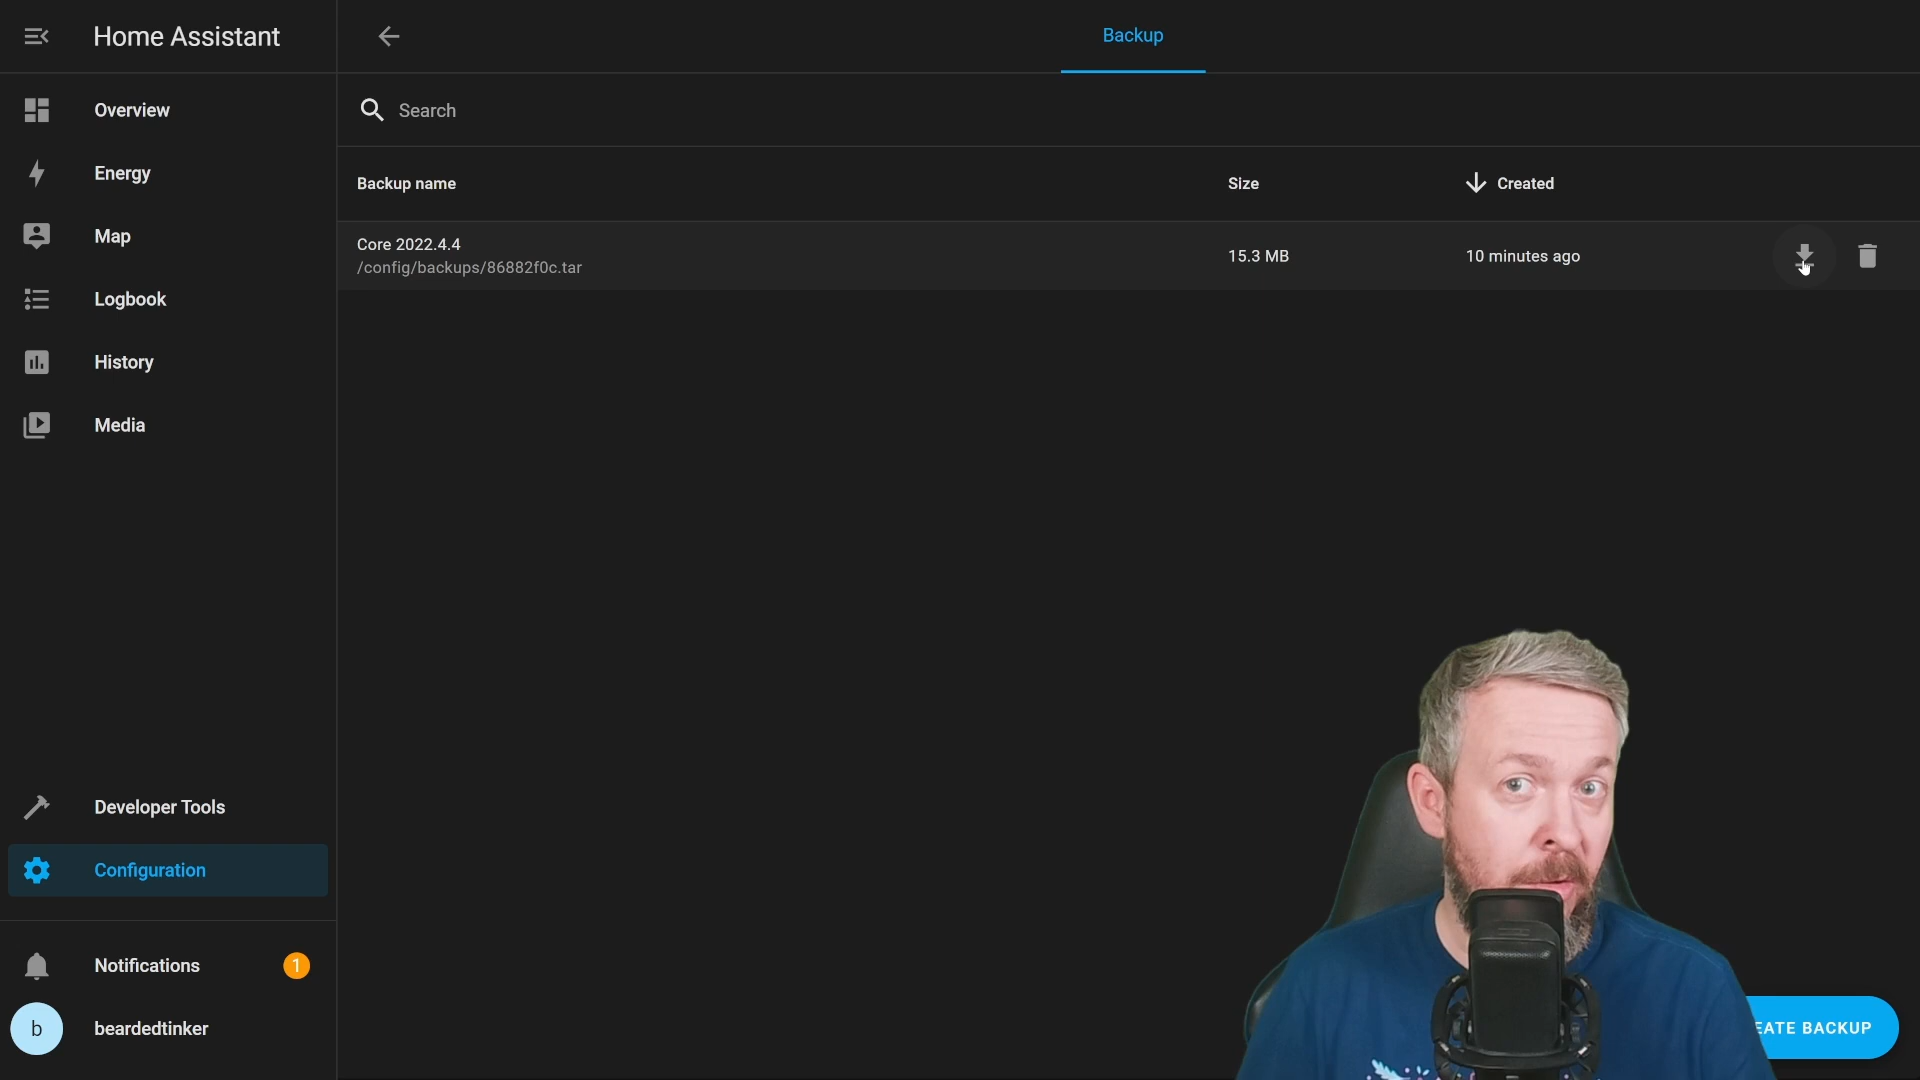 Home Assistant
Backup
Overview
Energy
Map
Logbook
History
Media
Developer Tools
Configuration
Notifications
1
b
beardedtinker
Search
Backup name
Size
Created
Core 2022.4.4
/config/backups/86882f0c.tar
15.3 MB
10 minutes ago
EATE BACKUP